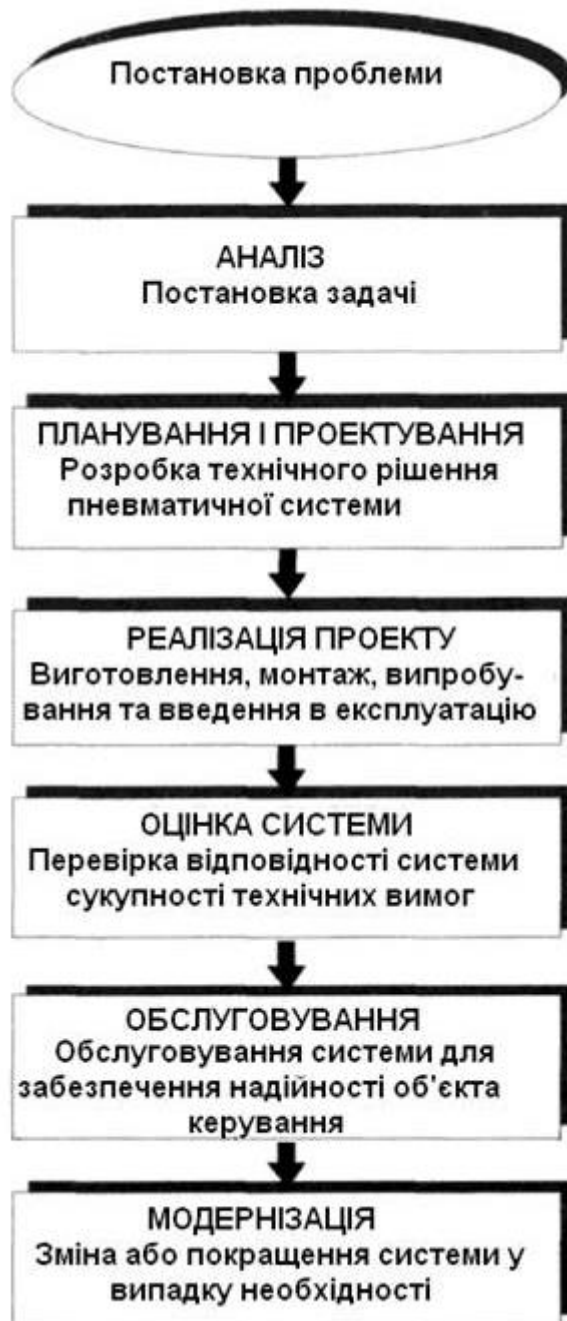 Постановка проблеми
АНАЛІЗ
Постановка задачі
ПЛАНУВАННЯ І ПРОЕКТУВАННЯ
Розробка технічного рішення
пневматичної системи
РЕАЛІЗАЦІЯ ПРОЕКТУ
Виготовлення, монтаж, випробу-
вання та введення в експлуатацію
ОЦІНКА СИСТЕМИ
Перевірка відповідності системи
сукупності технічних вимог
ОБСЛУГОВУВАННЯ
Обслуговування системи для
забезпечення надійності об'єкта
керування
МОДЕРНІЗАЦІЯ
Зміна або покращення системи у
випадку необхідності